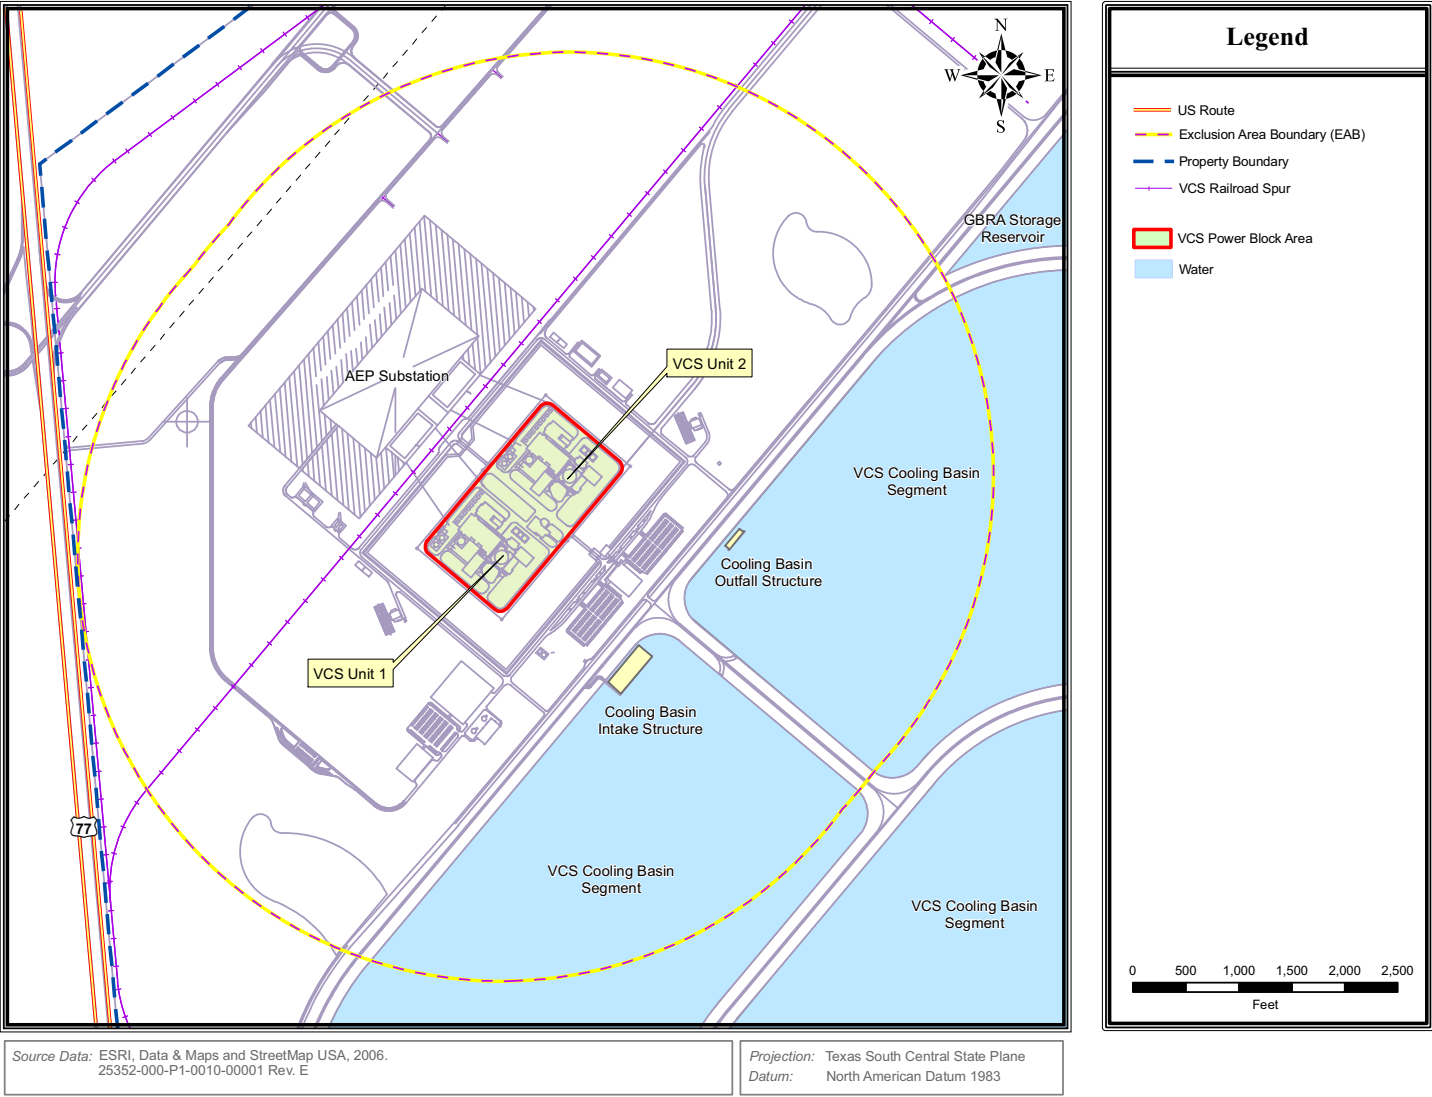 N
W
E
S
GBRA Storage
Reservoir
VCS Unit 2
AEP Substation
VCS Cooling Basin
Segment
Cooling Basin
Outfall Structure
VCS Unit 1
Cooling Basin
Intake Structure
77
VCS Cooling Basin
Segment
VCS Cooling Basin
Segment
Legend
US Route
Exclusion Area Boundary (EAB)
Property Boundary
VCS Railroad Spur
VCS Power Block Area
Water
0 500 1,000 1,500 2,000 2,500
Feet
Source Data: ESRI, Data & Maps and StreetMap USA, 2006.
25352-000-P1-0010-00001 Rev. E
Projection: Texas South Central State Plane
Datum: North American Datum 1983